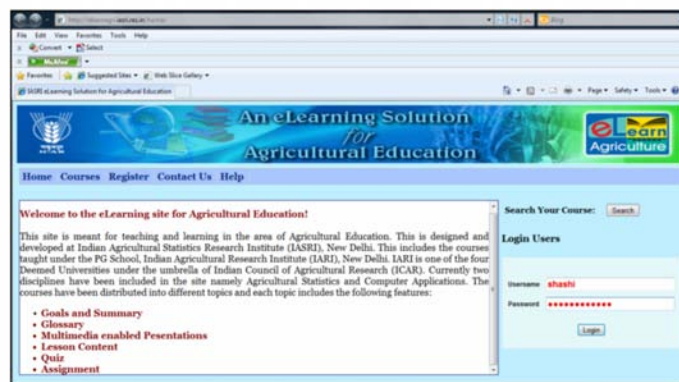 iasri.res.in
Bing
File Edit View Favorites Tools Help
x Convert Select
x McAfee
Favorites Suggested Sites Web Slice Gallery
IASRI eLearning Solution for Agricultural Education
Page Safety Tools
An eLearning Solution
for
Agricultural Education
eLearn
Agriculture
ICAR
Home Courses Register Contact Us Help
Welcome to the eLearning site for Agricultural Education!
This site is meant for teaching and learning in the area of Agricultural Education. This is designed and
developed at Indian Agricultural Statistics Research Institute (IASRI), New Delhi. This includes the courses
taught under the PG School, Indian Agricultural Research Institute (IARI), New Delhi. IARI is one of the four
Deemed Universities under the umbrella of Indian Council of Agricultural Research (ICAR). Currently two
disciplines have been included in the site namely Agricultural Statistics and Computer Applications. The
courses have been distributed into different topics and each topic includes the following features:
• Goals and Summary
• Glossary
• Multimedia enabled Pesentations
• Lesson Content
• Quiz
• Assignment
Search Your Course: Search
Login Users
Username shashi
Password ••••••••••••
Login